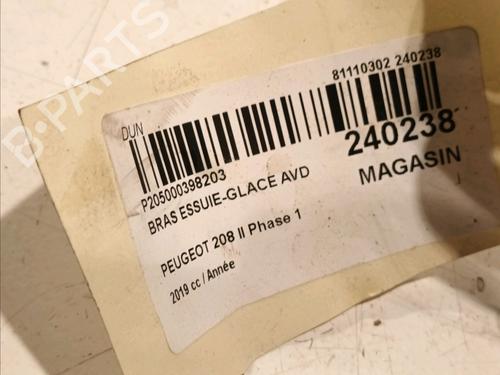 B-PARTS
DUN
81110302 240238
P205000398203
240238
BRAS ESSUIE-GLACE AVD
MAGASIN
PEUGEOT 208 II Phase 1
2019 cc / Année